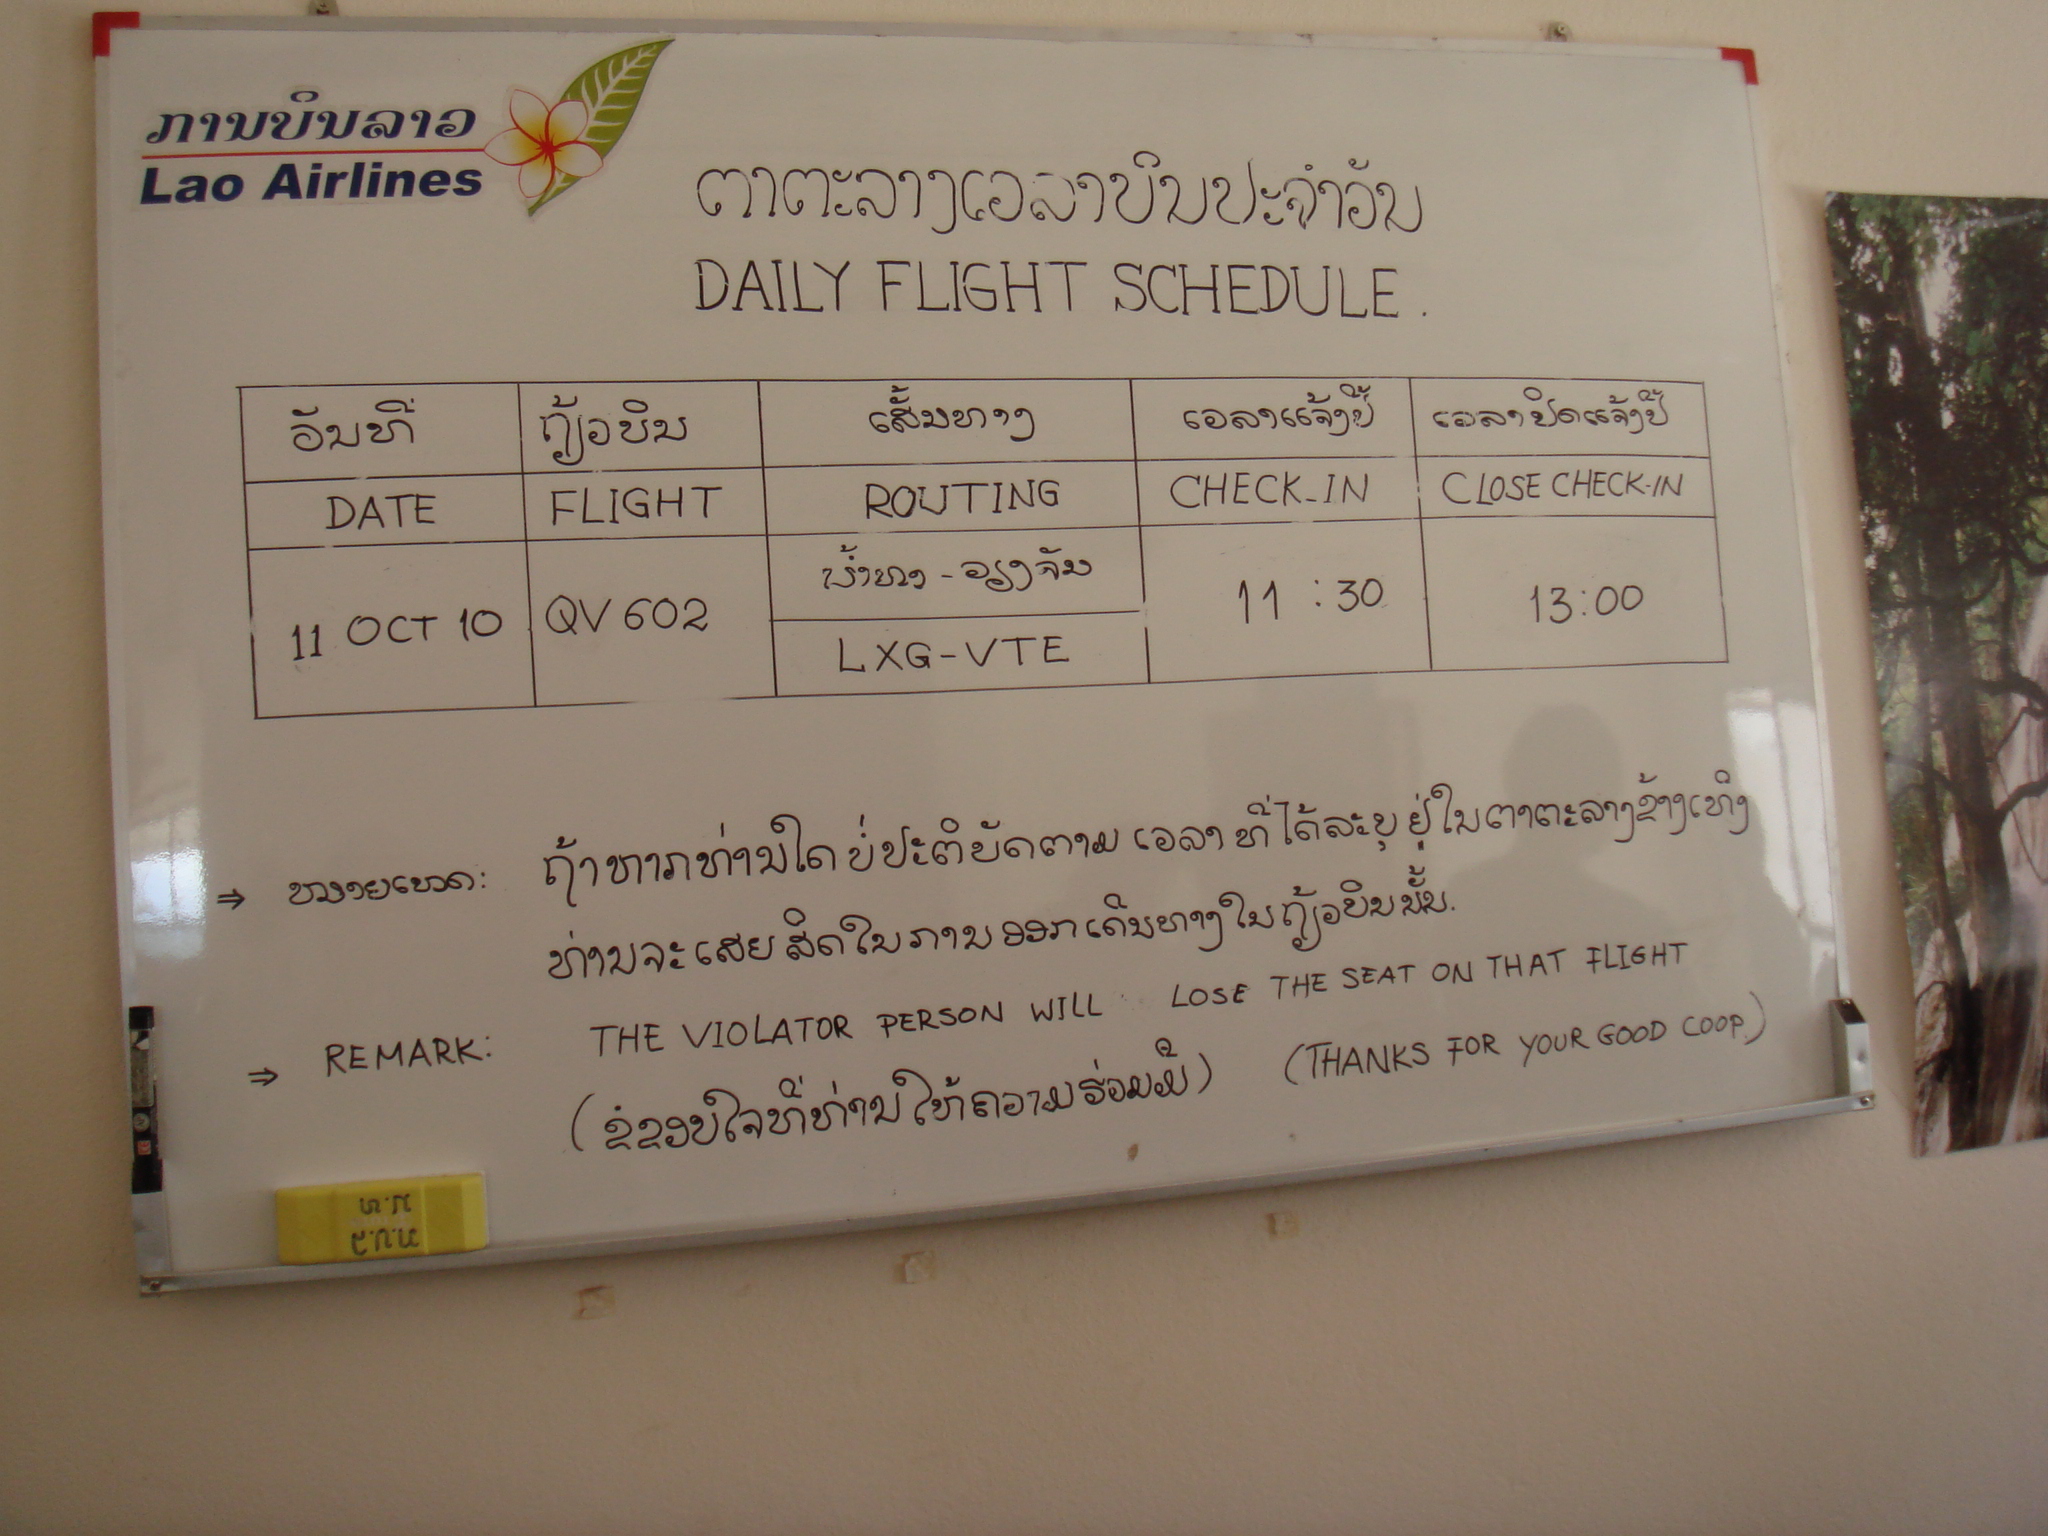 ການບິນລາວ
Lao Airlines
ຕາຕະລາງເວລາບິນປະຈຳວັນ
DAILY FLIGHT SCHEDULE.
ວັນທີ ຖ້ຽວບິນ ເສັ້ນທາງ ເວລາແຈ້ງປີ້ ເວລາປິດແຈ້ງປີ້
DATE FLIGHT ROUTING CHECK-IN CLOSE CHECK-IN
11 OCT 10 QV 602 ນ້ຳທາ - ວຽງຈັນ 11:30 13:00
LXG-VTE
⇒ ໝາຍເຫດ: ຖ້າຫາກທ່ານໃດບໍ່ປະຕິບັດຕາມ ເວລາ ທີ່ໄດ້ລະບຸ ຢູ່ໃນຕາຕະລາງຂ້າງເທິງ
ທ່ານຈະເສຍສິດໃນການອອກເດີນທາງໃນຖ້ຽວບິນນັ້ນ.
⇒ REMARK: THE VIOLATOR PERSON WILL LOSE THE SEAT ON THAT FLIGHT
(ຂໍຂອບໃຈທີ່ທ່ານໃຫ້ຄວາມຮ່ວມມື) (THANKS FOR YOUR GOOD COOP.)